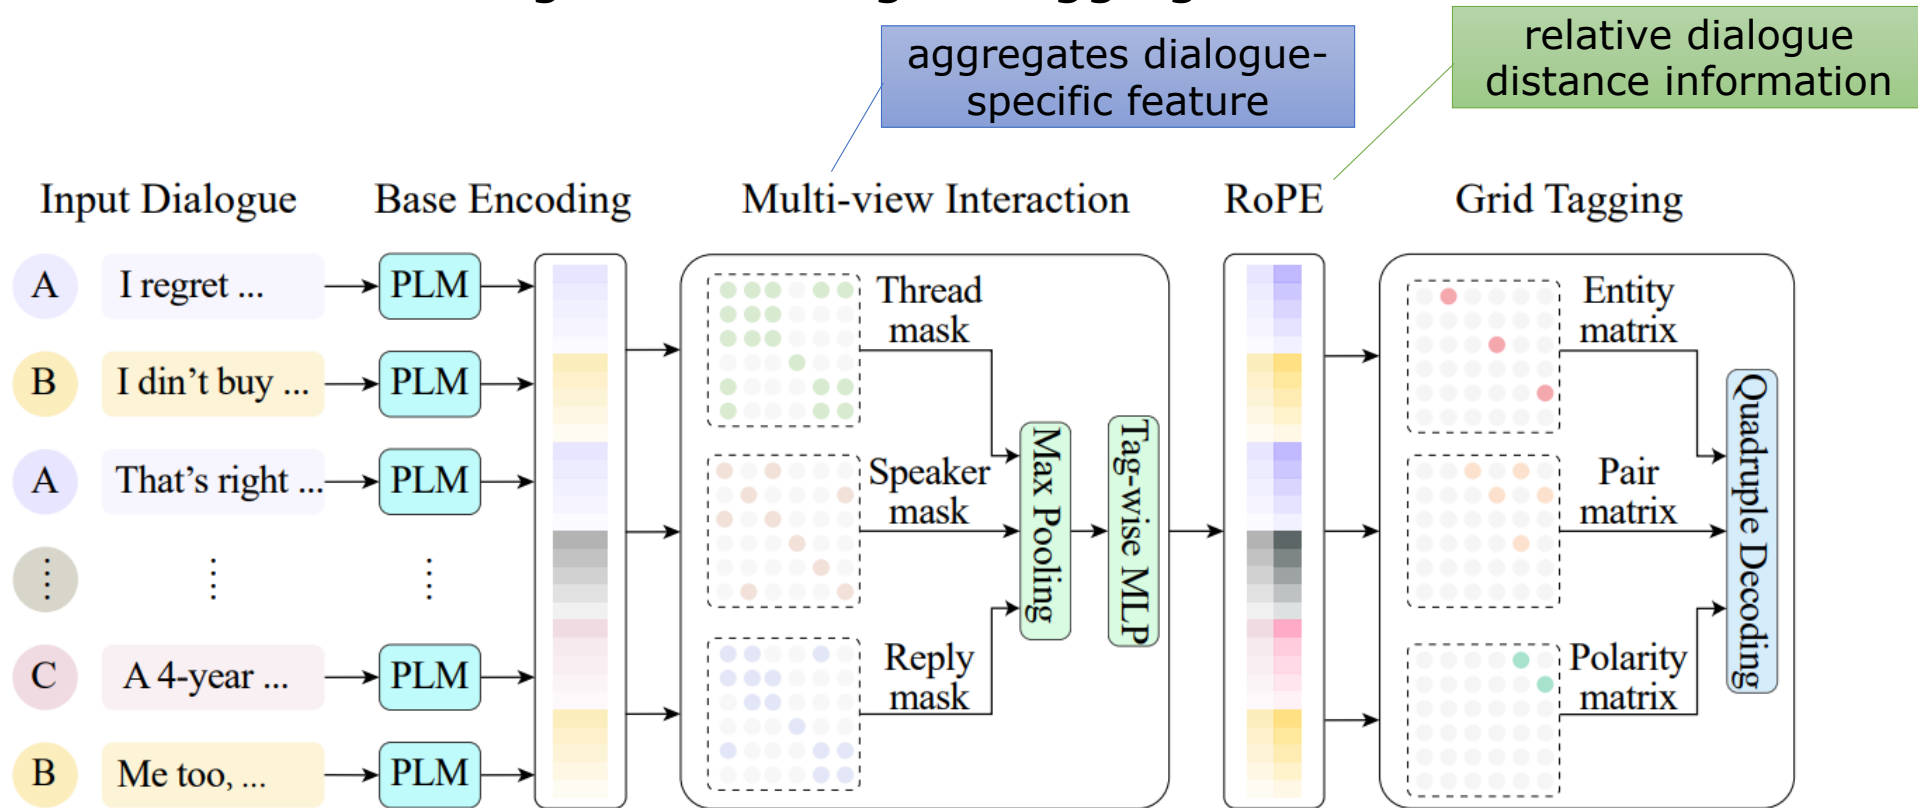 aggregates dialogue-
specific feature
relative dialogue
distance information
Input Dialogue
Base Encoding
Multi-view Interaction
RoPE
Grid Tagging
A
I regret ...
PLM
B
I din’t buy ...
PLM
A
That’s right ...
PLM
C
A 4-year ...
PLM
B
Me too, ...
PLM
Thread
mask
Speaker
mask
Reply
mask
Max Pooling
Tag-wise MLP
Entity
matrix
Pair
matrix
Polarity
matrix
Quadruple Decoding